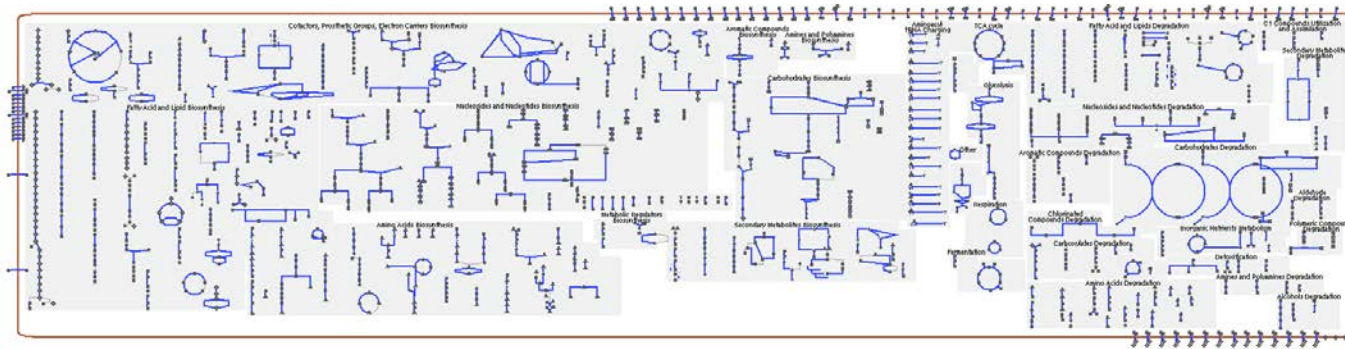 Cofactors, Prosthetic Groups, Electron Carriers Biosynthesis
Aromatic Compounds
Biosynthesis
Amines and Polyamines
Biosynthesis
Aminoacyl
tRNA Charging
TCA cycle
Fatty Acid and Lipids Degradation
C1 Compounds Utilization
and Assimilation
Secondary Metabolites
Degradation
Fatty Acid and Lipid Biosynthesis
Nucleosides and Nucleotides Biosynthesis
Carbohydrates Biosynthesis
Glycolysis
Nucleosides and Nucleotides Degradation
Other
Aromatic Compounds Degradation
Carbohydrates Degradation
Aldehyde
Degradation
Respiration
Metabolic Regulators
Biosynthesis
Amino Acids Biosynthesis
Secondary Metabolites Biosynthesis
Chlorinated
Compounds Degradation
Inorganic Nutrients Metabolism
Polymeric Compounds
Degradation
Fermentation
Carboxylates Degradation
Detoxification
Amines and Polyamines Degradation
Amino Acids Degradation
Alcohols Degradation